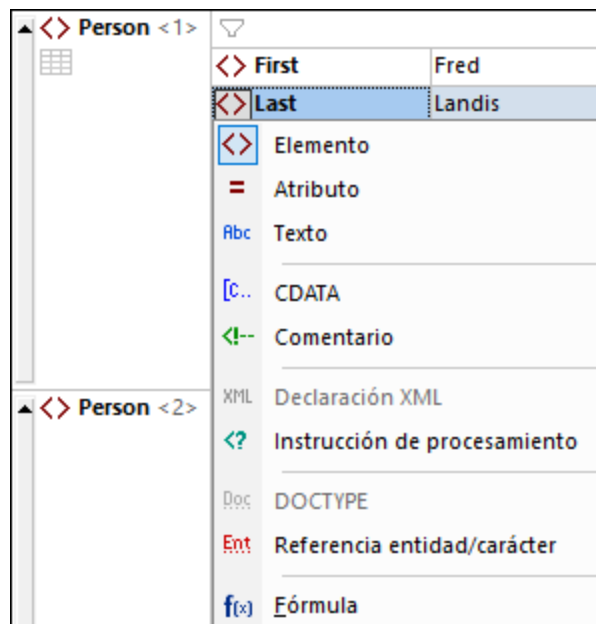 Person <1>
First Fred
Last Landis
Elemento
= Atributo
Abc Texto
[C.. CDATA
<!-- Comentario
XML Declaración XML
Person <2>
<? Instrucción de procesamiento
Doc DOCTYPE
Ent Referencia entidad/carácter
f(x) Fórmula